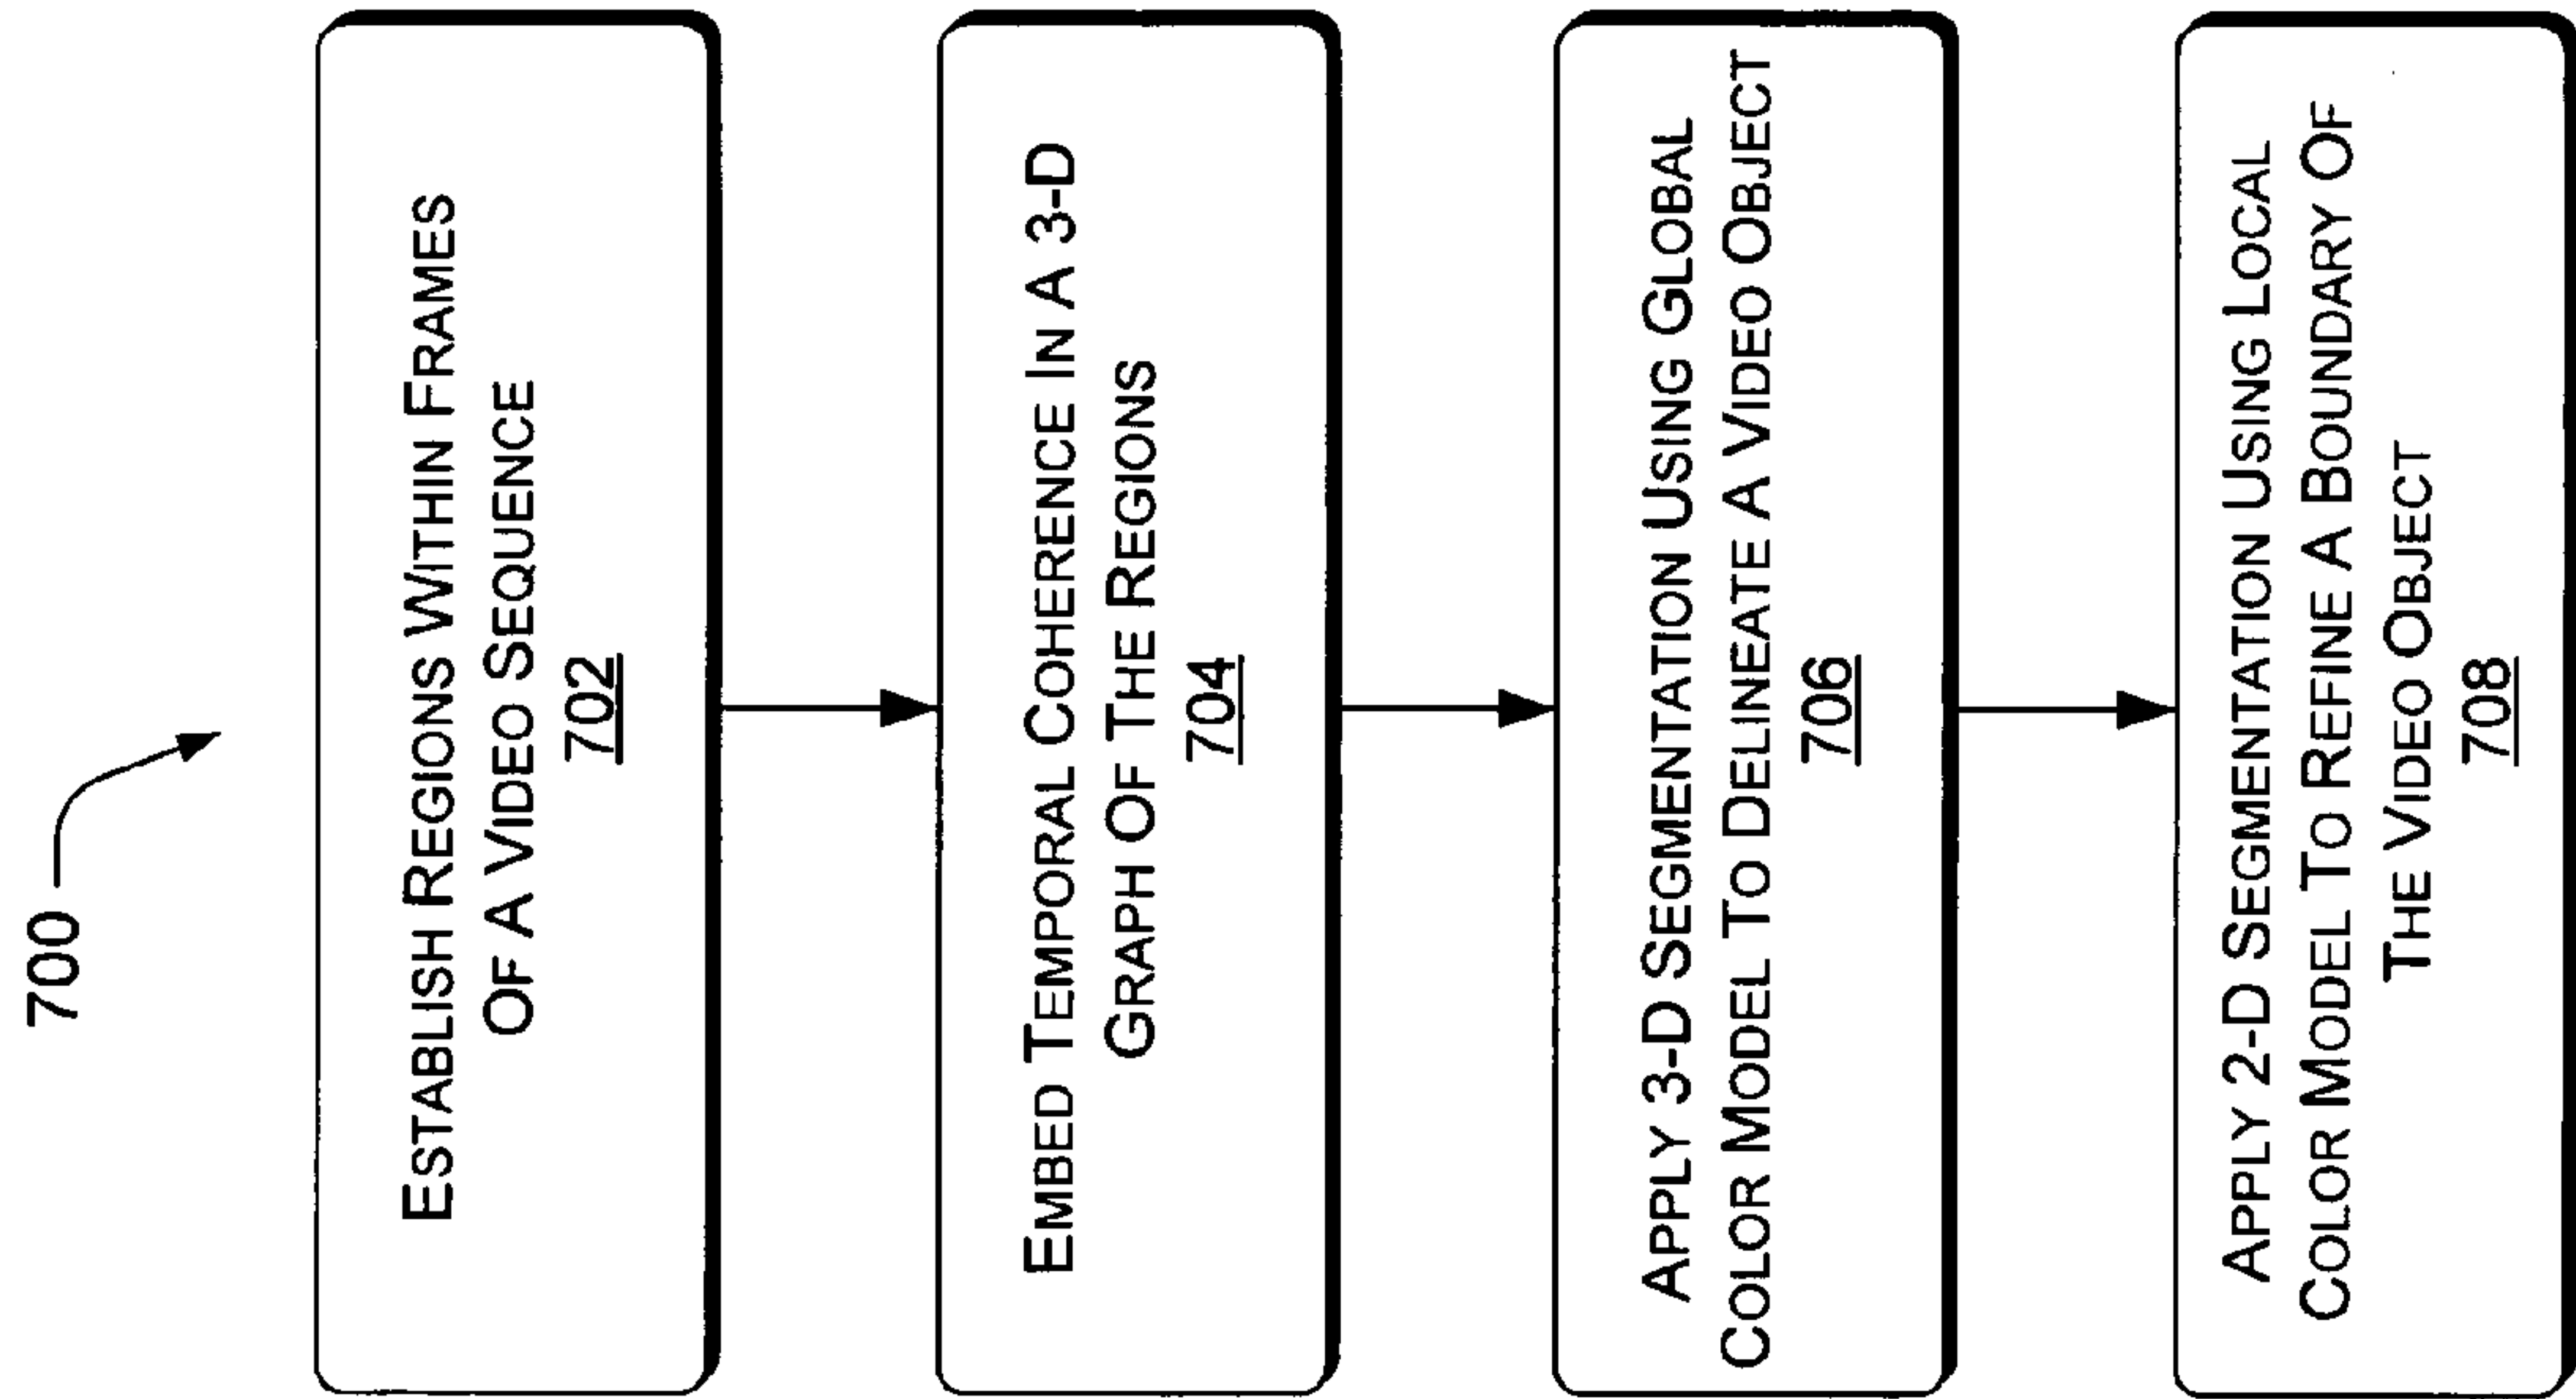 700
ESTABLISH REGIONS WITHIN FRAMES
OF A VIDEO SEQUENCE
702
EMBED TEMPORAL COHERENCE IN A 3-D
GRAPH OF THE REGIONS
704
APPLY 3-D SEGMENTATION USING GLOBAL
COLOR MODEL TO DELINEATE A VIDEO OBJECT
706
APPLY 2-D SEGMENTATION USING LOCAL
COLOR MODEL TO REFINE A BOUNDARY OF
THE VIDEO OBJECT
708